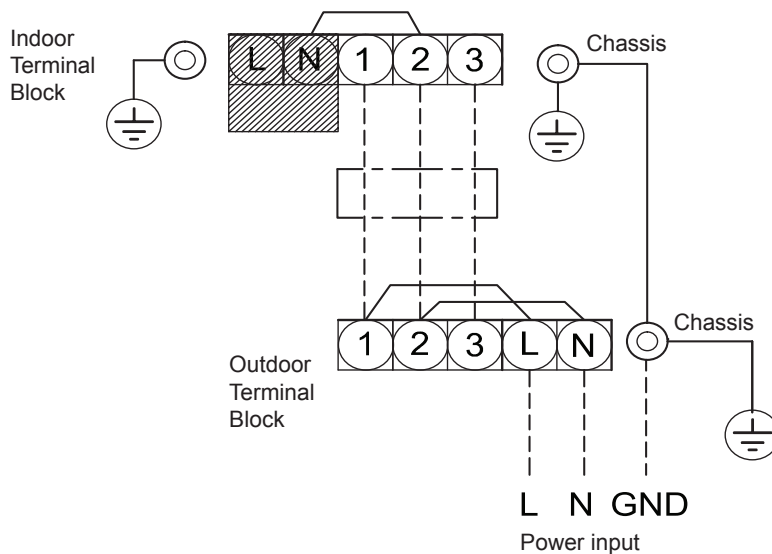 Indoor
Terminal
Block
L N 1 2 3
Chassis
1 2 3 L N
Chassis
Outdoor
Terminal
Block
L N GND
Power input